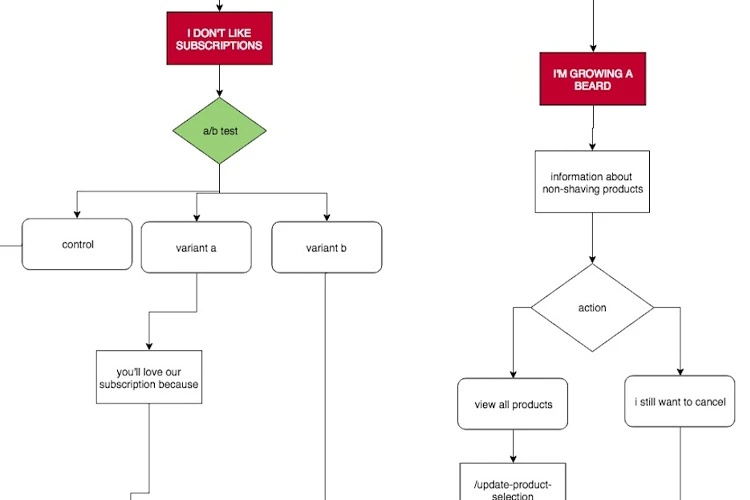 I DON'T LIKE
SUBSCRIPTIONS
a/b test
control
variant a
variant b
you'll love our
subscription because
I'M GROWING A
BEARD
information about
non-shaving products
action
view all products
i still want to cancel
/update-product-
selection